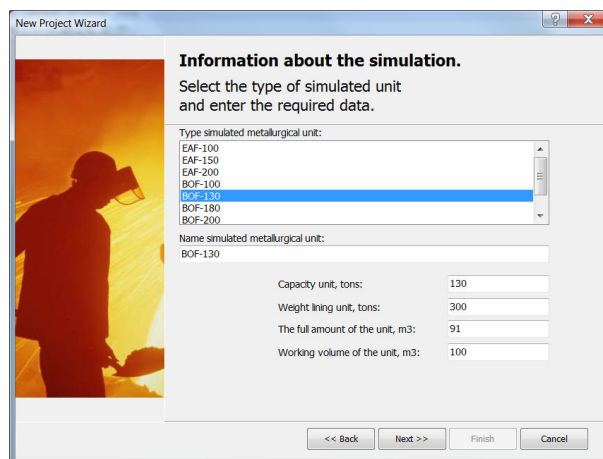 New Project Wizard
Information about the simulation.
Select the type of simulated unit
and enter the required data.
Type simulated metallurgical unit:
EAF-100
EAF-150
EAF-200
BOF-100
BOF-130
BOF-180
BOF-200
Name simulated metallurgical unit:
BOF-130
Capacity unit, tons: 130
Weight lining unit, tons: 300
The full amount of the unit, m3: 91
Working volume of the unit, m3: 100
<< Back Next >> Finish Cancel